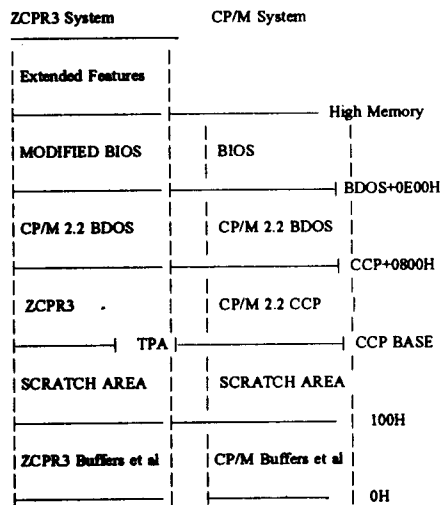 ZCPR3 System CP/M System
Extended Features
High Memory
MODIFIED BIOS BIOS
BDOS+0E00H
CP/M 2.2 BDOS CP/M 2.2 BDOS
CCP+0800H
ZCPR3 CP/M 2.2 CCP
TPA CCP BASE
SCRATCH AREA SCRATCH AREA
100H
ZCPR3 Buffers et al CP/M Buffers et al
0H